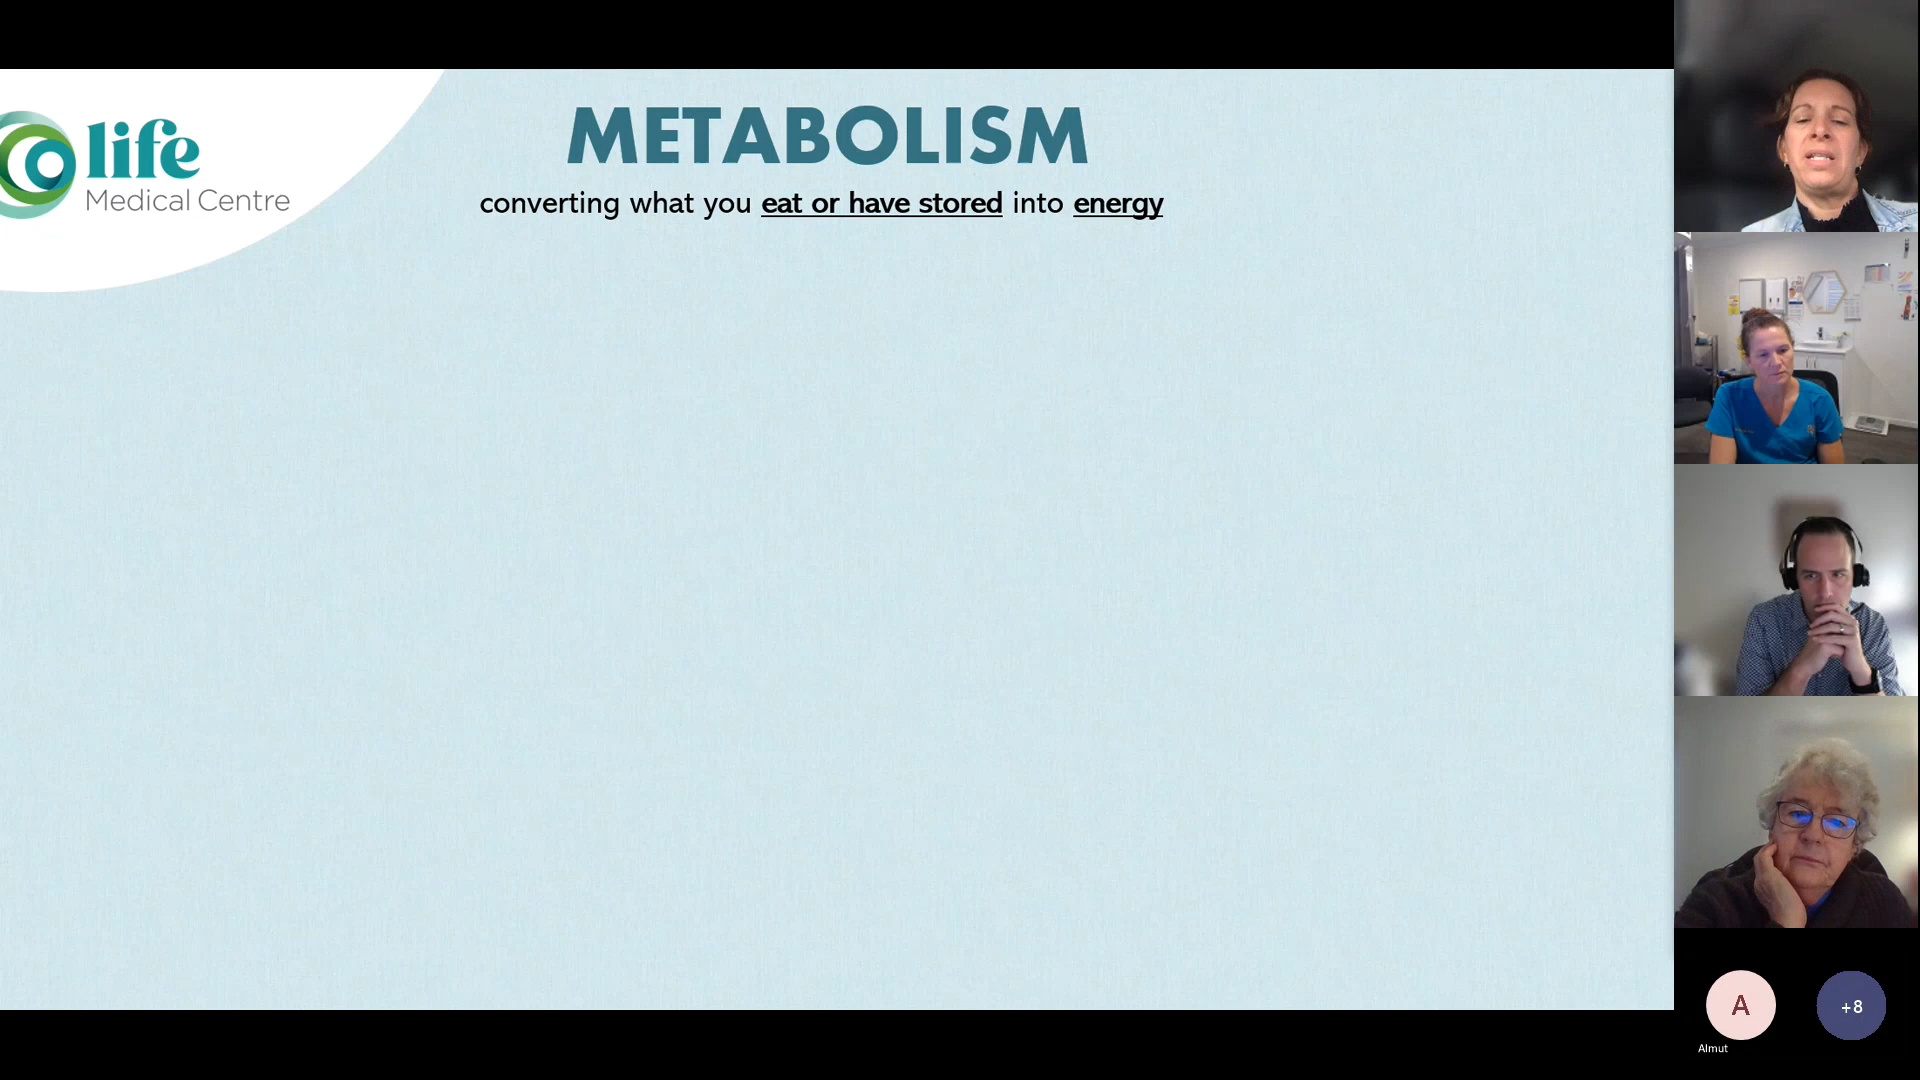 life
Medical Centre
METABOLISM
converting what you eat or have stored into energy
A
+8
Almut